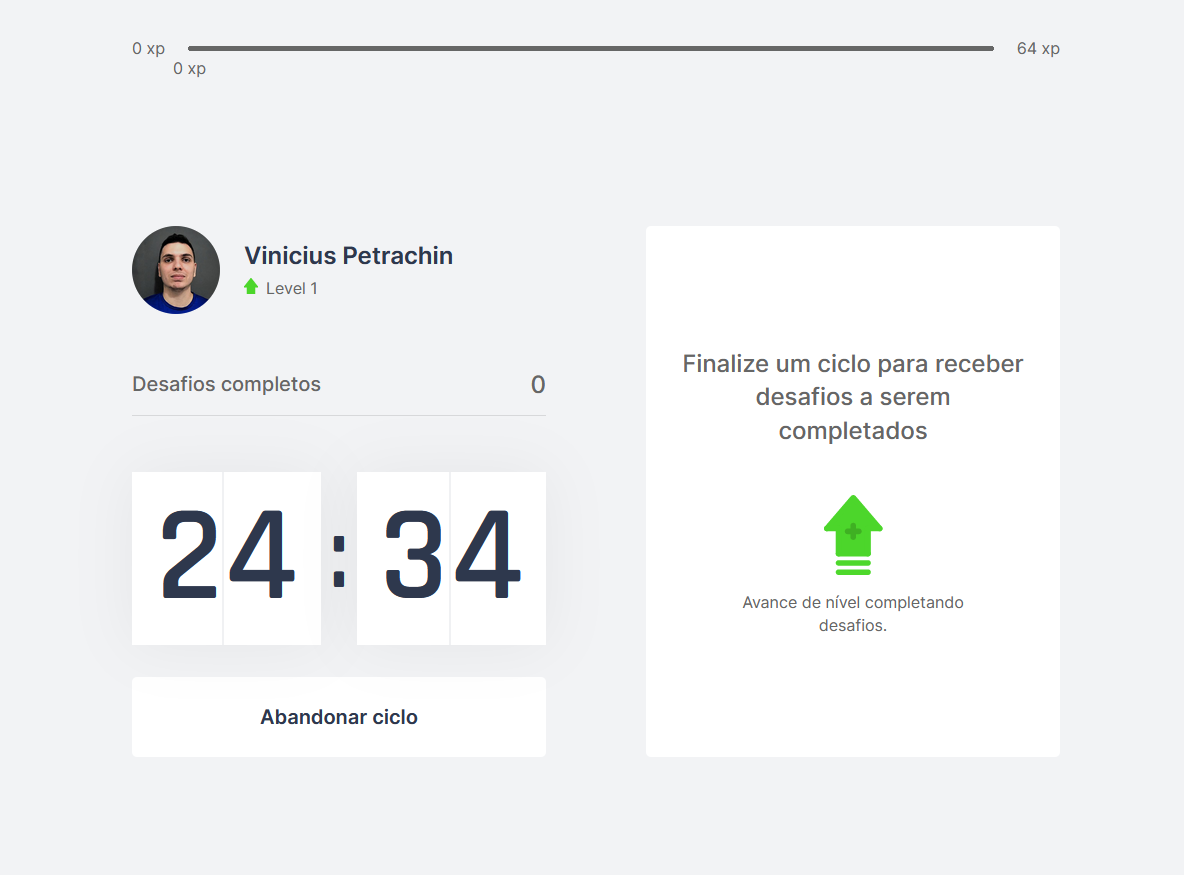 0 xp
64 xp
0 xp
Vinicius Petrachin
Level 1
Desafios completos
0
24:34
Abandonar ciclo
Finalize um ciclo para receber
desafios a serem
completados
Avance de nível completando
desafios.